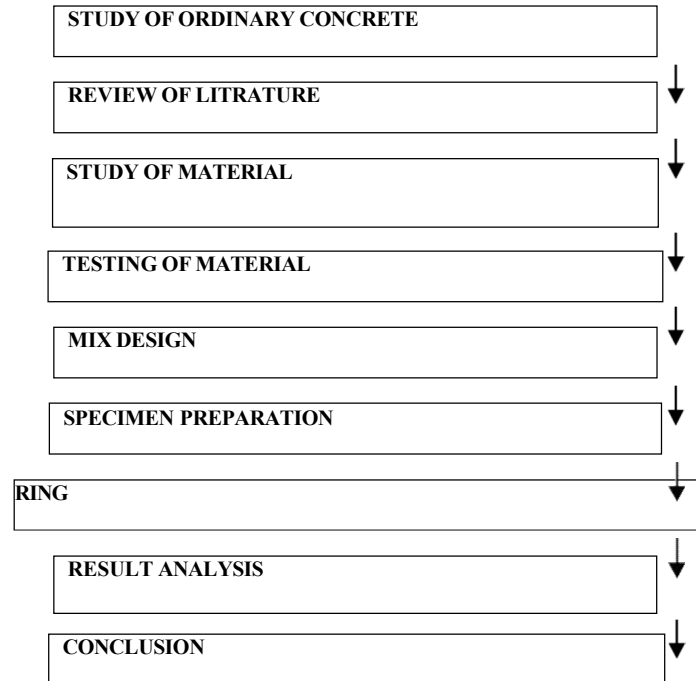 STUDY OF ORDINARY CONCRETE
REVIEW OF LITRATURE
STUDY OF MATERIAL
TESTING OF MATERIAL
MIX DESIGN
SPECIMEN PREPARATION
RING
RESULT ANALYSIS
CONCLUSION